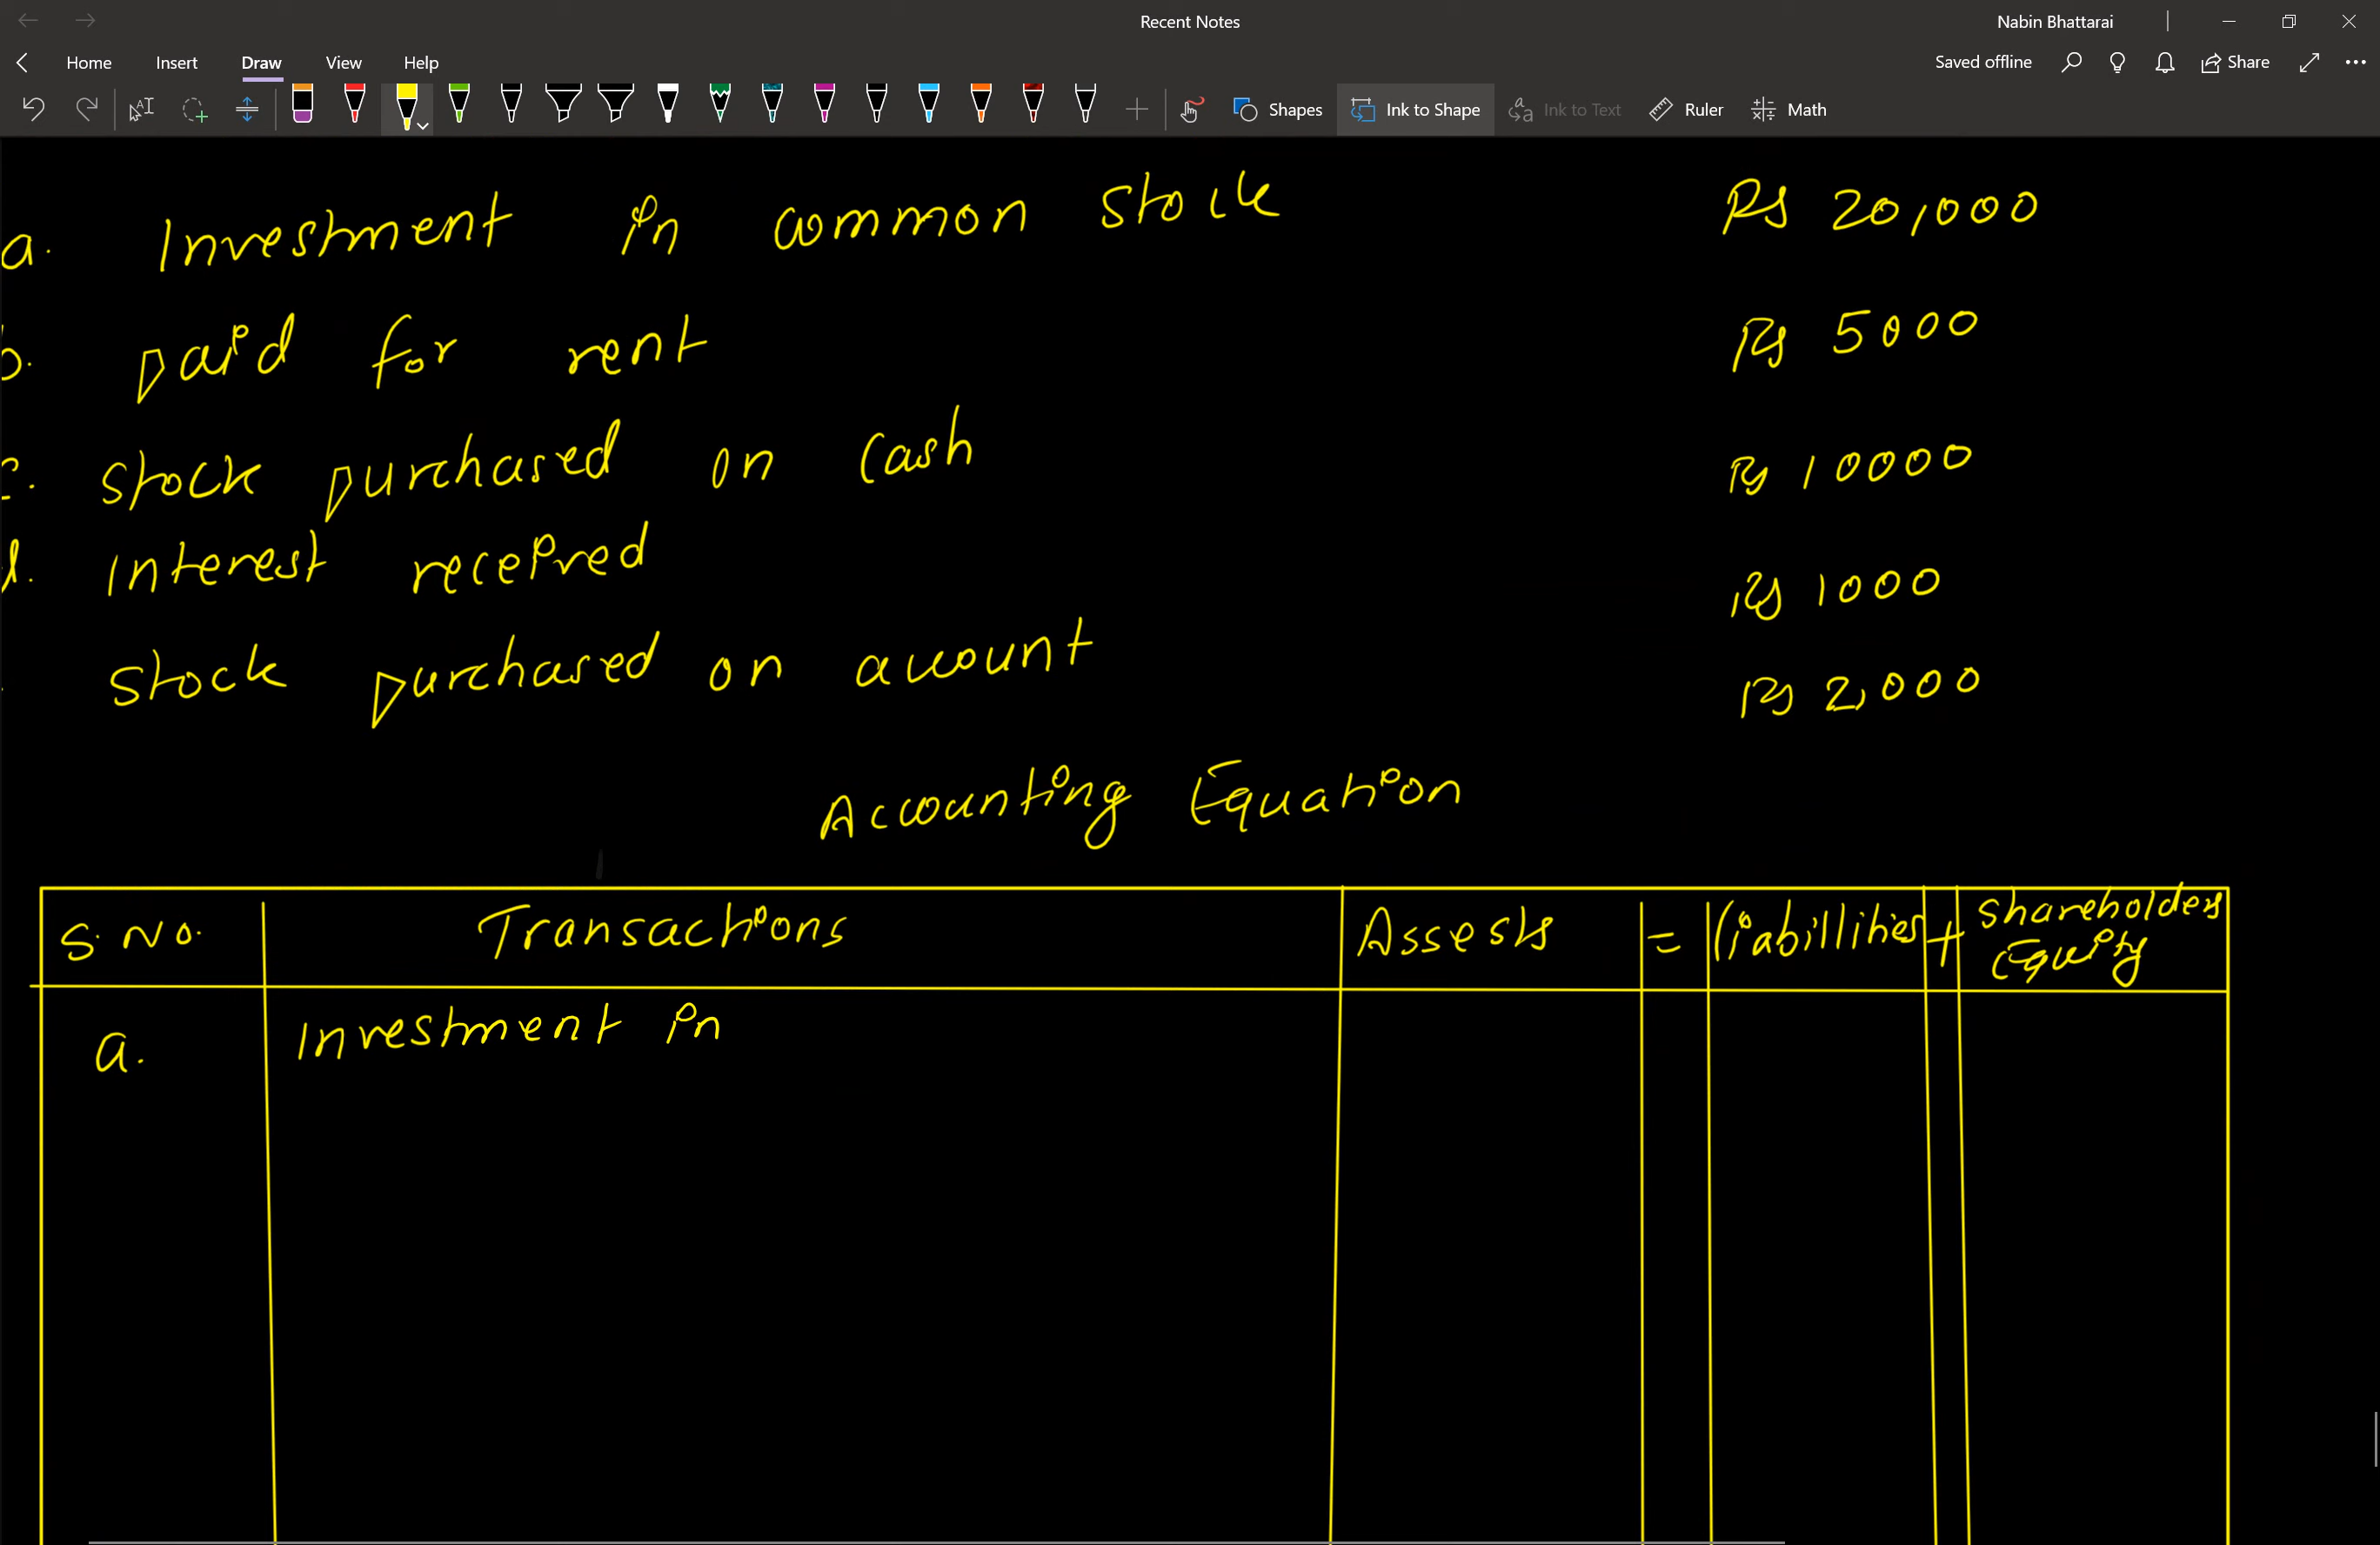 Recent Notes
Nabin Bhattarai
Home Insert Draw View Help
Saved offline
Share
Shapes
Ink to Shape
Ink to Text
Ruler
Math
a. Investment in common stock Rs 20,000
b. paid for rent Rs 5000
c. stock purchased on cash Rs 10000
d. interest received Rs 1000
stock purchased on account Rs 2,000
Accounting Equation
S. No. Transactions Assests = liabillities + shareholders Equity
a. Investment in